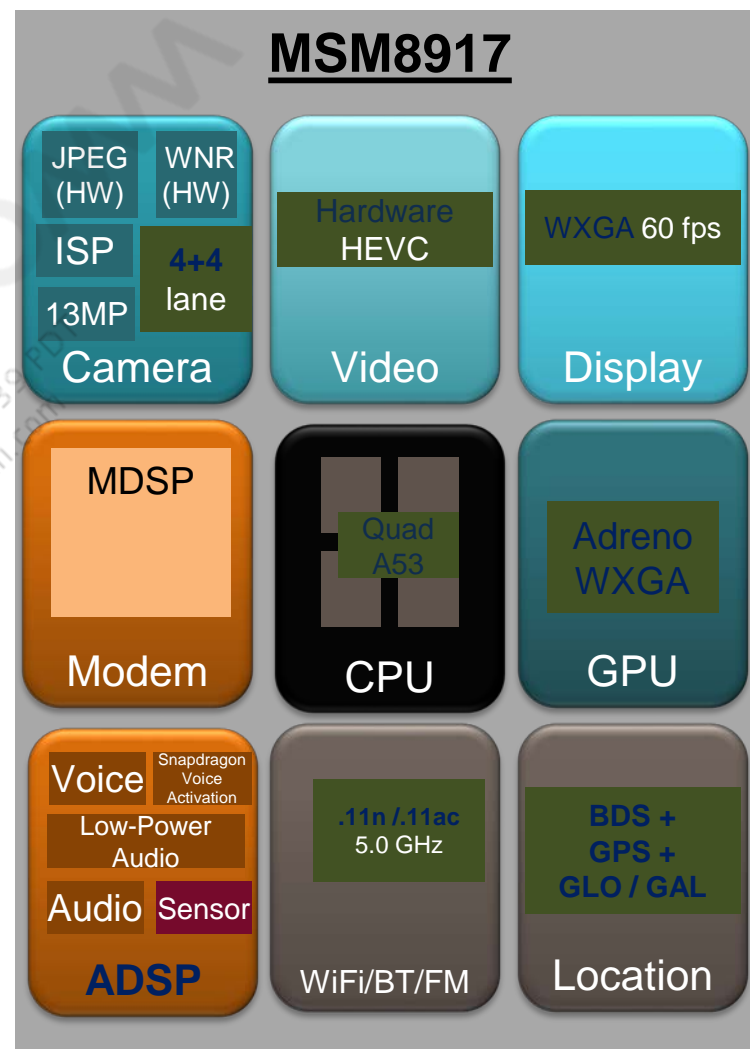 MSM8917
JPEG
(HW)
WNR
(HW)
ISP
4+4
lane
13MP
Camera
Hardware
HEVC
Video
WXGA 60 fps
Display
MDSP
Modem
Quad
A53
CPU
Adreno
WXGA
GPU
Voice
Snapdragon
Voice
Activation
Low-Power
Audio
Audio
Sensor
ADSP
.11n /.11ac
5.0 GHz
WiFi/BT/FM
BDS +
GPS +
GLO / GAL
Location